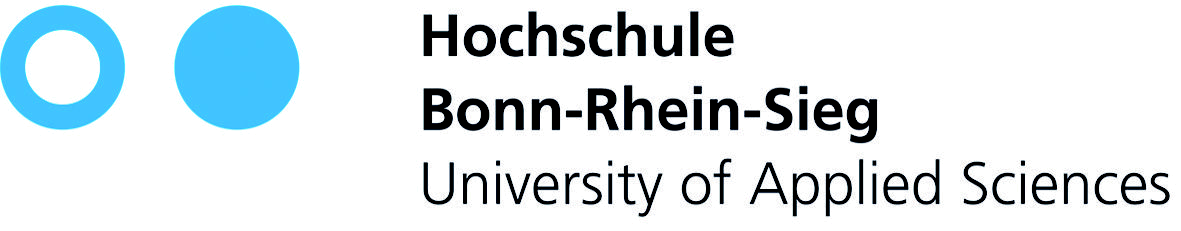 Hochschule
Bonn-Rhein-Sieg
University of Applied Sciences